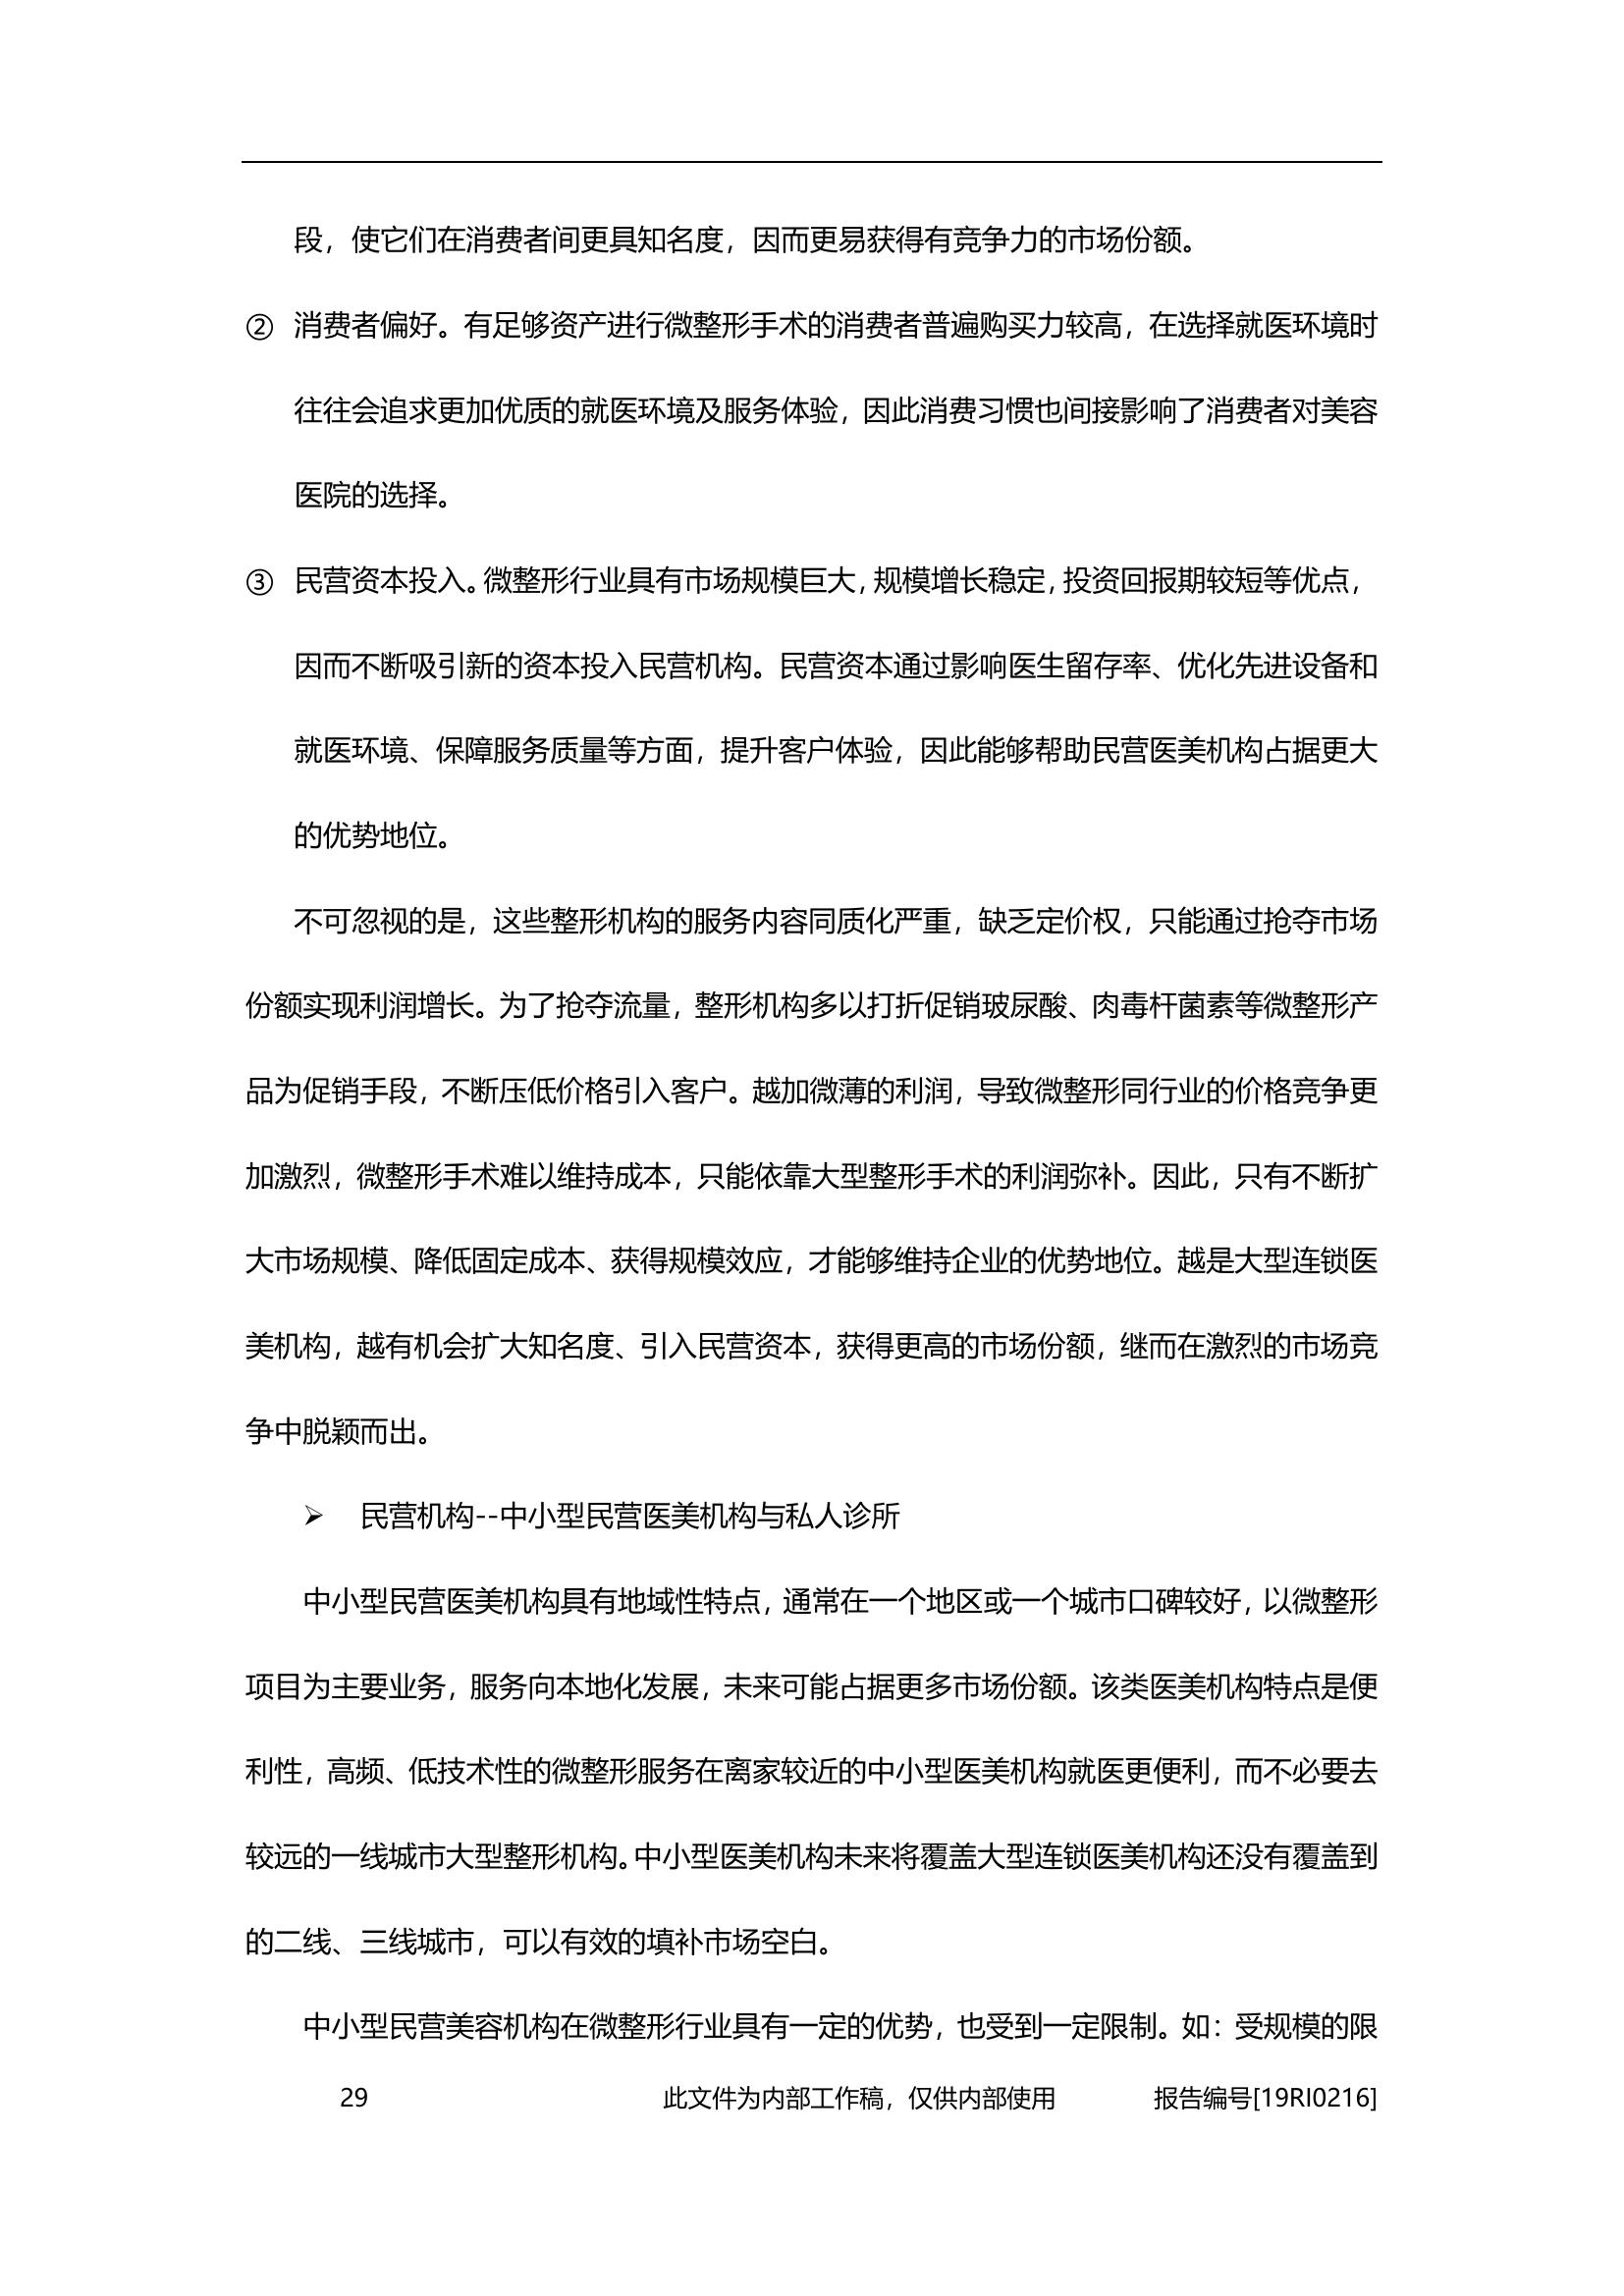 段，使它们在消费者间更具知名度，因而更易获得有竞争力的市场份额。
② 消费者偏好。有足够资产进行微整形手术的消费者普遍购买力较高，在选择就医环境时
往往会追求更加优质的就医环境及服务体验，因此消费习惯也间接影响了消费者对美容
医院的选择。
③ 民营资本投入。微整形行业具有市场规模巨大，规模增长稳定，投资回报期较短等优点，
因而不断吸引新的资本投入民营机构。民营资本通过影响医生留存率、优化先进设备和
就医环境、保障服务质量等方面，提升客户体验，因此能够帮助民营医美机构占据更大
的优势地位。
不可忽视的是，这些整形机构的服务内容同质化严重，缺乏定价权，只能通过抢夺市场
份额实现利润增长。为了抢夺流量，整形机构多以打折促销玻尿酸、肉毒杆菌素等微整形产
品为促销手段，不断压低价格引入客户。越加微薄的利润，导致微整形同行业的价格竞争更
加激烈，微整形手术难以维持成本，只能依靠大型整形手术的利润弥补。因此，只有不断扩
大市场规模、降低固定成本、获得规模效应，才能够维持企业的优势地位。越是大型连锁医
美机构，越有机会扩大知名度、引入民营资本，获得更高的市场份额，继而在激烈的市场竞
争中脱颖而出。
➢ 民营机构--中小型民营医美机构与私人诊所
中小型民营医美机构具有地域性特点，通常在一个地区或一个城市口碑较好，以微整形
项目为主要业务，服务向本地化发展，未来可能占据更多市场份额。该类医美机构特点是便
利性，高频、低技术性的微整形服务在离家较近的中小型医美机构就医更便利，而不必要去
较远的一线城市大型整形机构。中小型医美机构未来将覆盖大型连锁医美机构还没有覆盖到
的二线、三线城市，可以有效的填补市场空白。
中小型民营美容机构在微整形行业具有一定的优势，也受到一定限制。如：受规模的限
29 此文件为内部工作稿，仅供内部使用 报告编号[19RI0216]